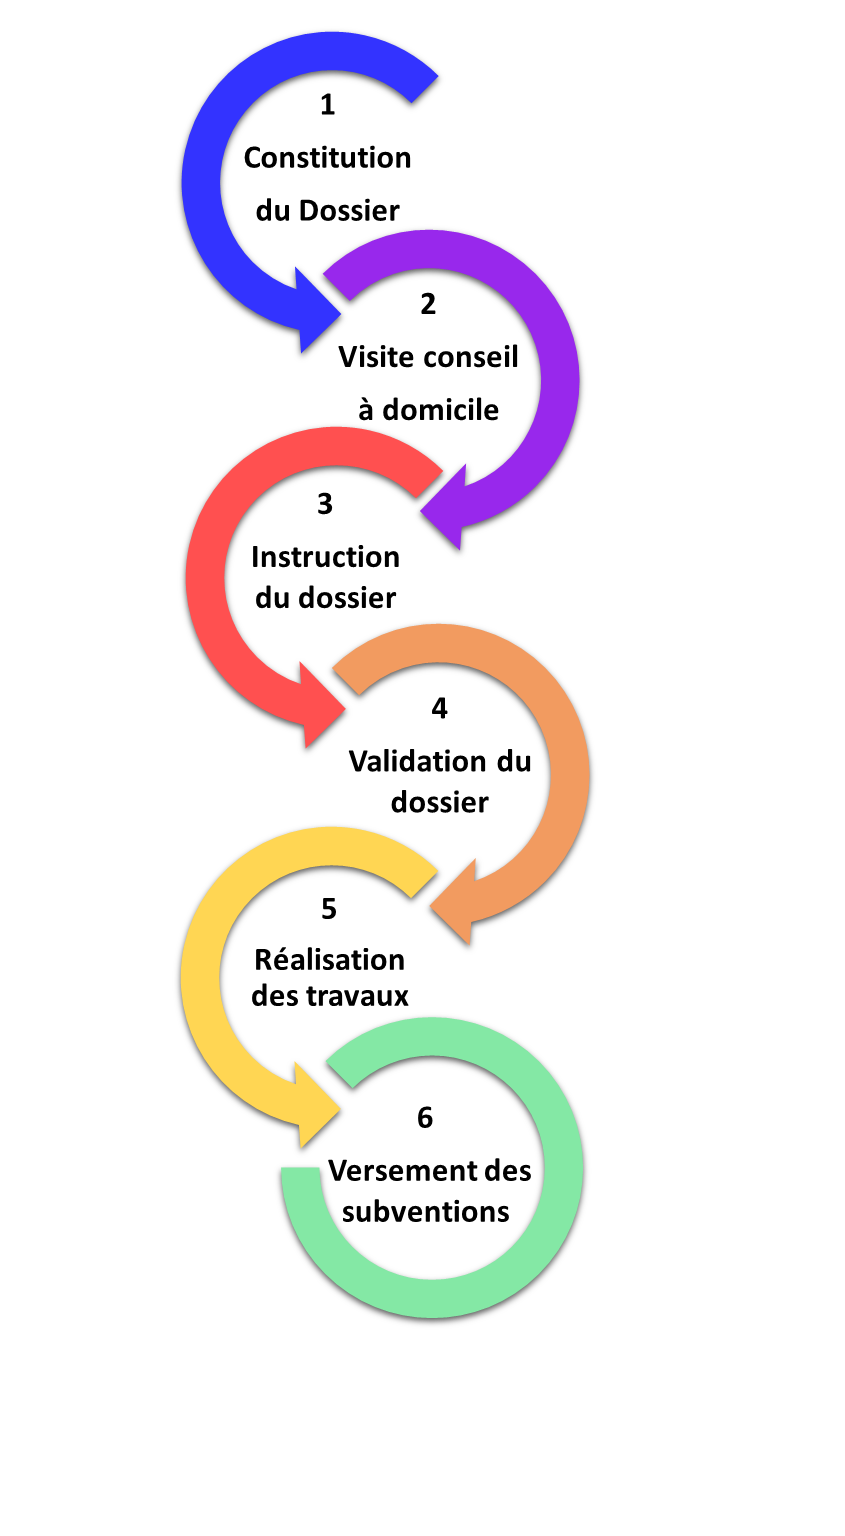 1
Constitution
du Dossier
2
Visite conseil
à domicile
3
Instruction
du dossier
4
Validation du
dossier
5
Réalisation
des travaux
6
Versement des
subventions